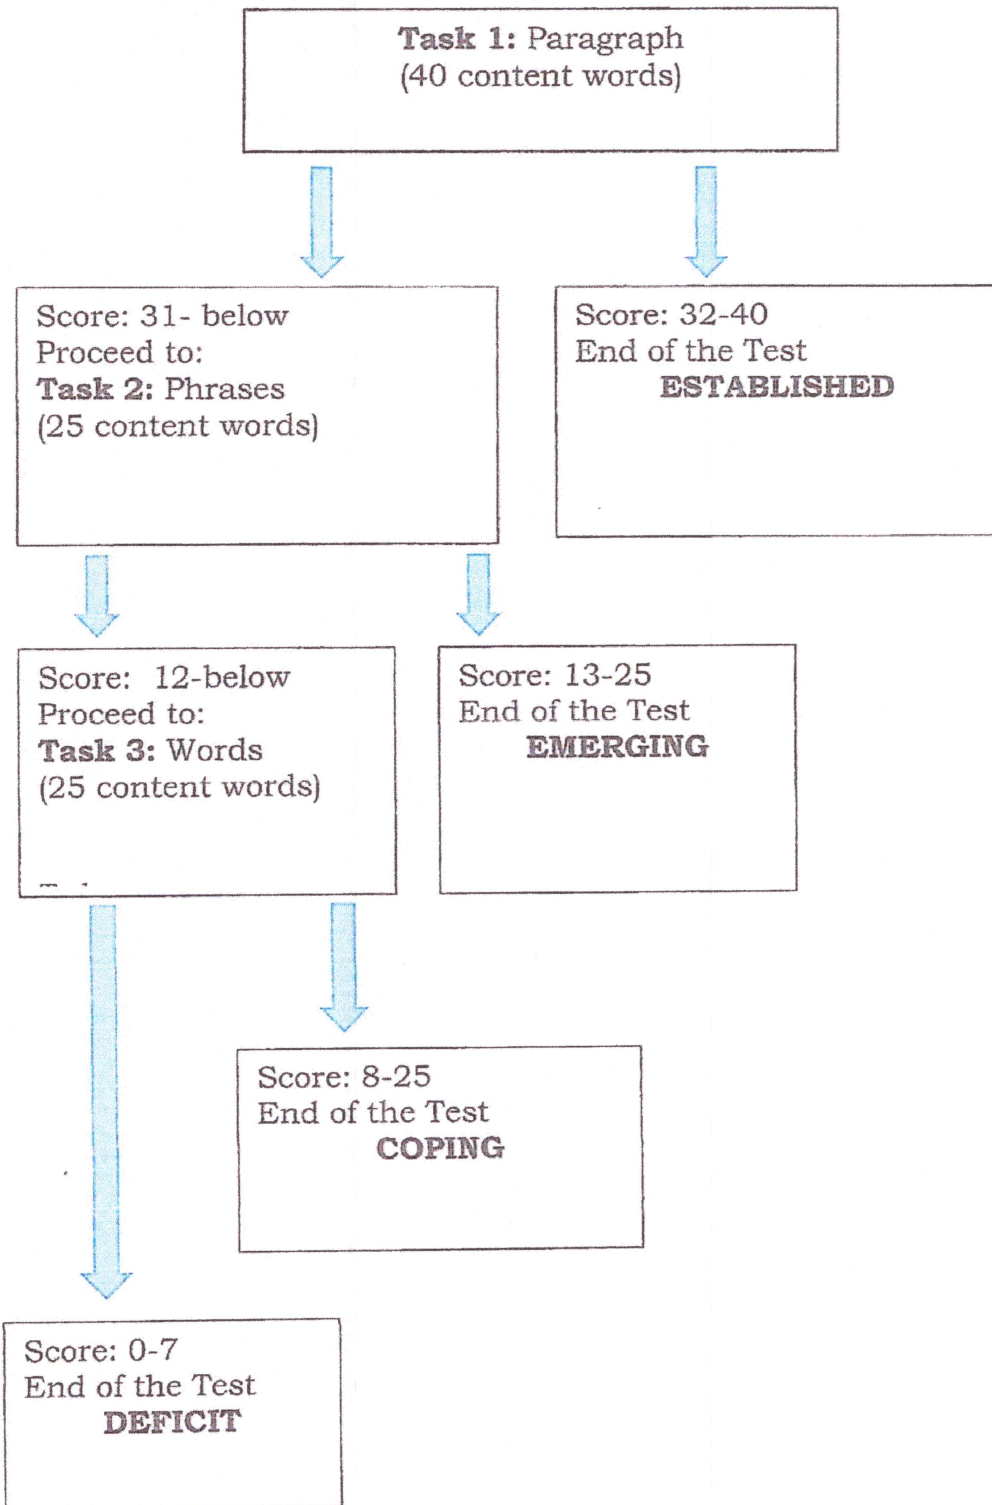 Task 1: Paragraph
(40 content words)
Score: 31- below
Proceed to:
Task 2: Phrases
(25 content words)
Score: 32-40
End of the Test
ESTABLISHED
Score: 12-below
Proceed to:
Task 3: Words
(25 content words)
Score: 13-25
End of the Test
EMERGING
Score: 8-25
End of the Test
COPING
Score: 0-7
End of the Test
DEFICIT